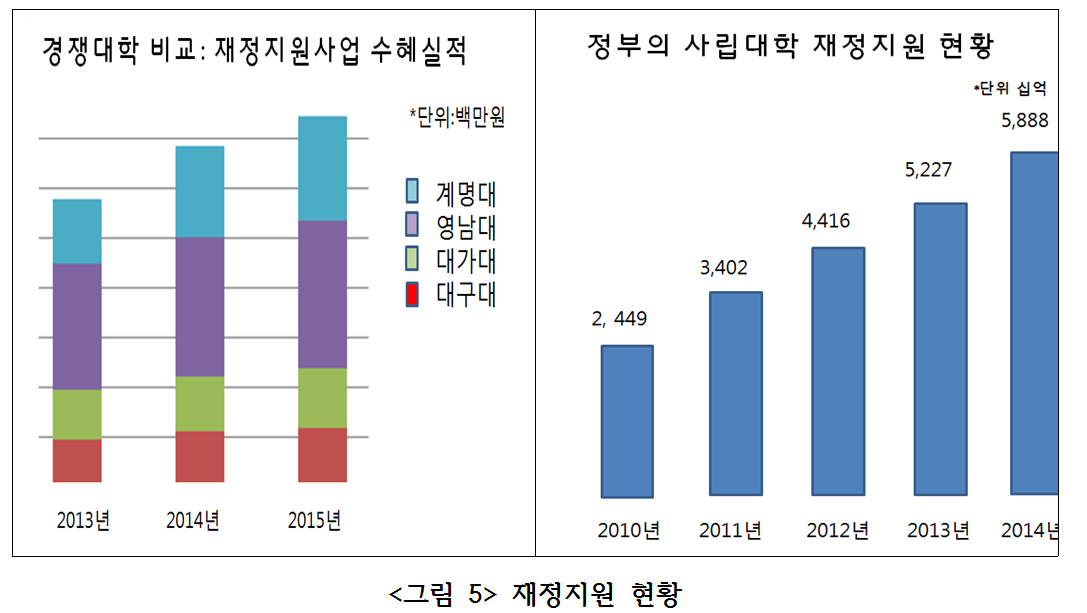 경쟁대학 비교: 재정지원사업 수혜실적
*단위:백만원
계명대
영남대
대가대
대구대
2013년 2014년 2015년
정부의 사립대학 재정지원 현황
*단위 십억
5,888
5,227
4,416
3,402
2, 449
2010년 2011년 2012년 2013년 2014년
<그림 5> 재정지원 현황